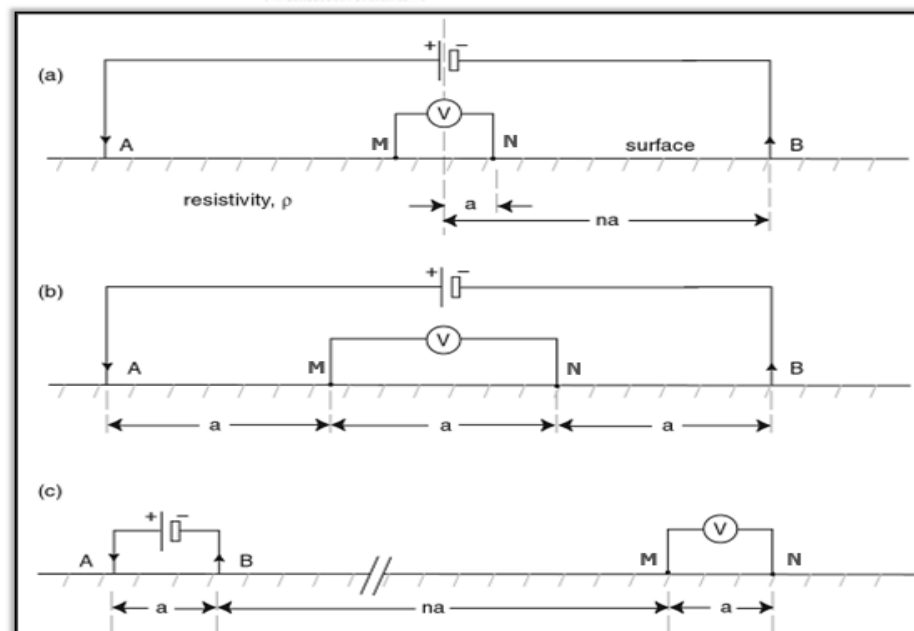 (a)
+ −
V
A M N surface B
resistivity, ρ
a
na
(b)
+ −
V
A M N B
a a a
(c)
+ −
V
A B M N
a na a